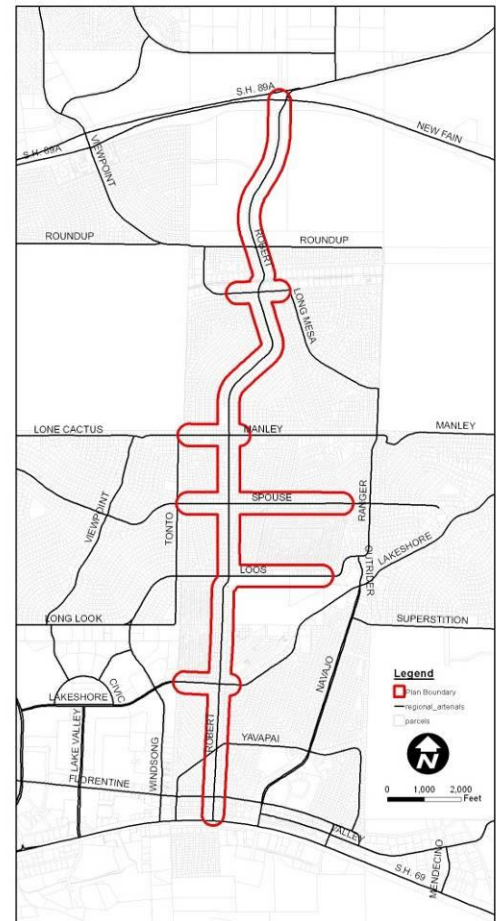 S.H. 89A
NEW FAIN
S.H. 89A
VIEWPOINT
ROUNDUP
ROBERT
ROUNDUP
LONG MESA
LONE CACTUS
MANLEY
MANLEY
VIEWPOINT
TONTO
SPOUSE
RANGER
LOOS
OUTRIDER
LAKESHORE
LONG LOOK
SUPERSTITION
CIVIC
LAKESHORE
NAVAJO
LAKE VALLEY
WINDSONG
ROBERT
YAVAPAI
FLORENTINE
VALLEY
S.H. 69
MENDECINO
Legend
Plan Boundary
regional_arterials
parcels
N
0 1,000 2,000
Feet